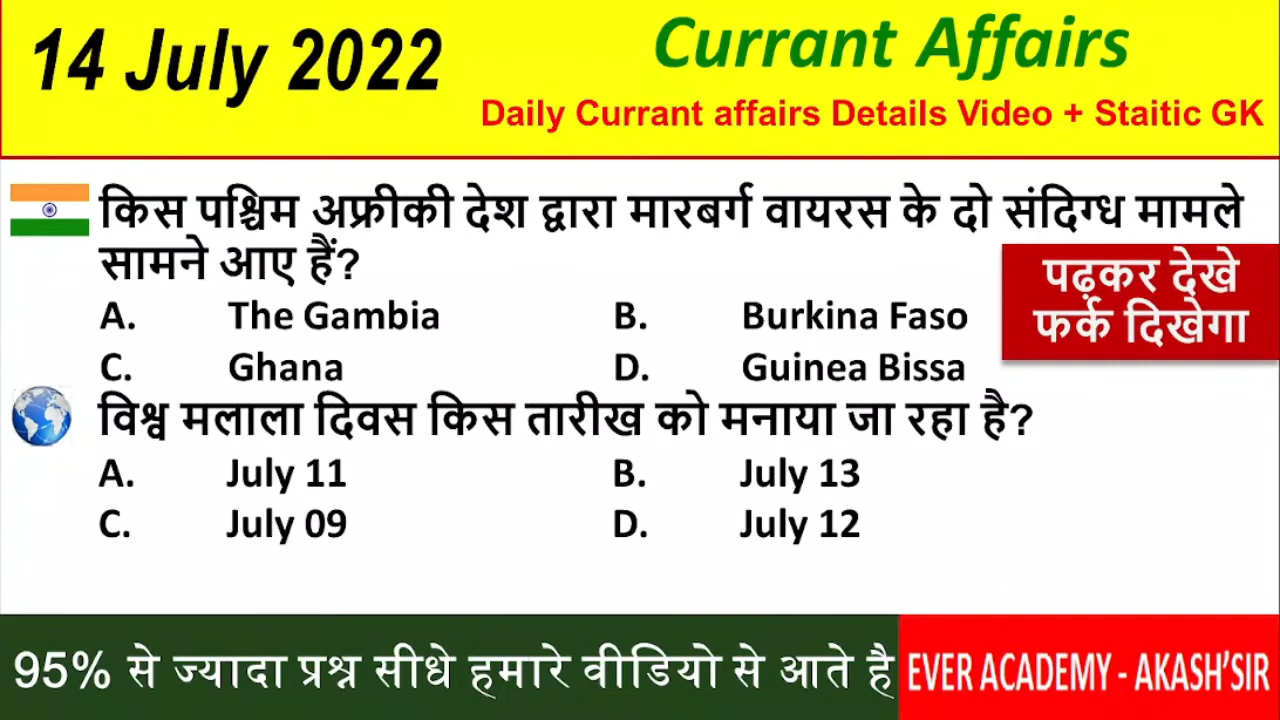 14 July 2022
Currant Affairs
Daily Currant affairs Details Video + Staitic GK
किस पश्चिम अफ्रीकी देश द्वारा मारबर्ग वायरस के दो संदिग्ध मामले
सामने आए हैं?
पढ़कर देखे
फर्क दिखेगा
A. The Gambia B. Burkina Faso
C. Ghana D. Guinea Bissa
विश्व मलाला दिवस किस तारीख को मनाया जा रहा है?
A. July 11 B. July 13
C. July 09 D. July 12
95% से ज्यादा प्रश्न सीधे हमारे वीडियो से आते है
EVER ACADEMY - AKASH'SIR